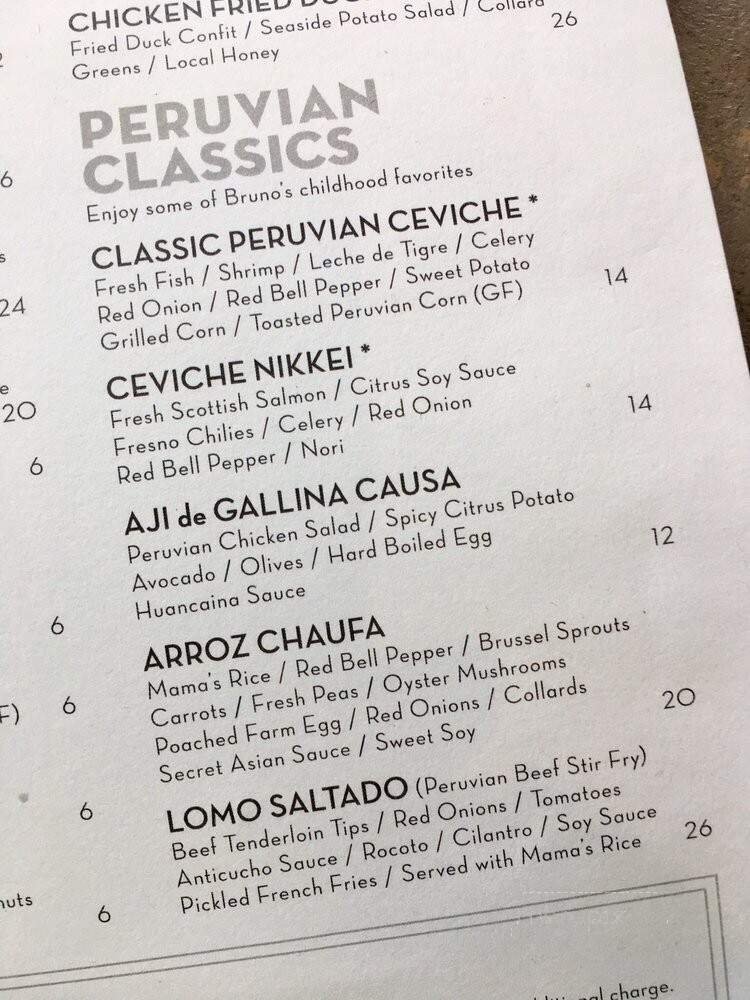 CHICKEN FRIED
Fried Duck Confit / Seaside Potato Salad / Collard
Greens / Local Honey
26
PERUVIAN
CLASSICS
Enjoy some of Bruno's childhood favorites
CLASSIC PERUVIAN CEVICHE *
Fresh Fish / Shrimp / Leche de Tigre / Celery
Red Onion / Red Bell Pepper / Sweet Potato
Grilled Corn / Toasted Peruvian Corn (GF)
14
CEVICHE NIKKEI *
Fresh Scottish Salmon / Citrus Soy Sauce
Fresno Chilies / Celery / Red Onion
Red Bell Pepper / Nori
14
AJI de GALLINA CAUSA
Peruvian Chicken Salad / Spicy Citrus Potato
Avocado / Olives / Hard Boiled Egg
Huancaina Sauce
12
ARROZ CHAUFA
Mama's Rice / Red Bell Pepper / Brussel Sprouts
Carrots / Fresh Peas / Oyster Mushrooms
Poached Farm Egg / Red Onions / Collards
Secret Asian Sauce / Sweet Soy
20
LOMO SALTADO (Peruvian Beef Stir Fry)
Beef Tenderloin Tips / Red Onions / Tomatoes
Anticucho Sauce / Rocoto / Cilantro / Soy Sauce
Pickled French Fries / Served with Mama's Rice
26
charge.
6
s
24
e
20
6
6
F) 6
6
nuts
6